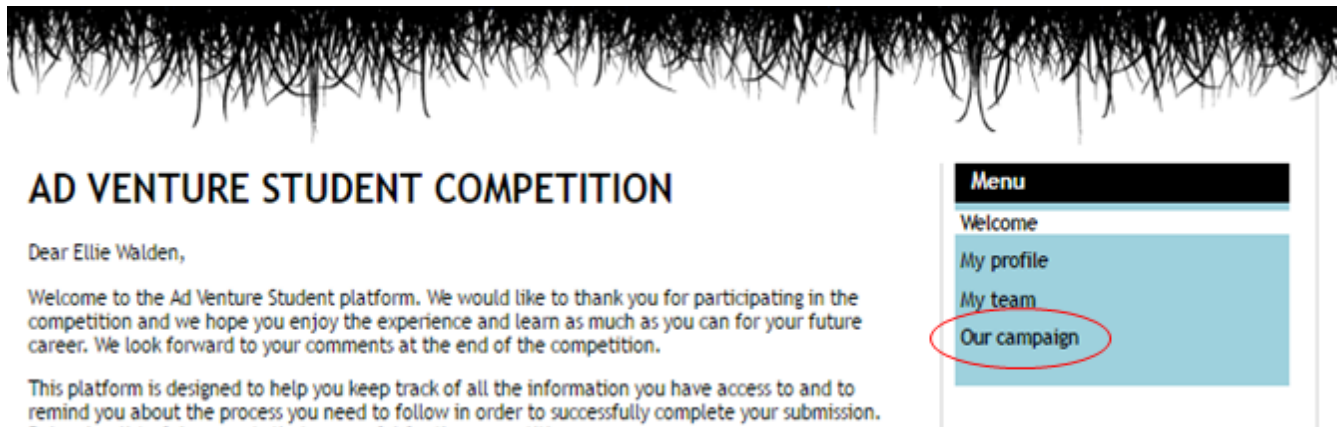 AD VENTURE STUDENT COMPETITION
Dear Ellie Walden,
Welcome to the Ad Venture Student platform. We would like to thank you for participating in the
competition and we hope you enjoy the experience and learn as much as you can for your future
career. We look forward to your comments at the end of the competition.
This platform is designed to help you keep track of all the information you have access to and to
remind you about the process you need to follow in order to successfully complete your submission.
Menu
Welcome
My profile
My team
Our campaign